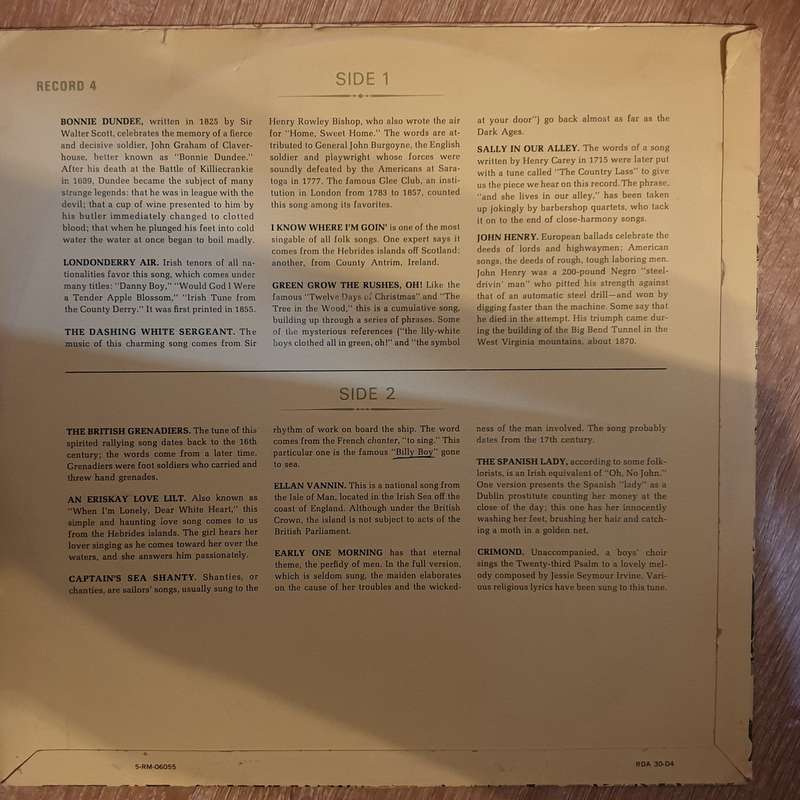 RECORD 4
SIDE 1
BONNIE DUNDEE, written in 1825 by Sir
Walter Scott, celebrates the memory of a fierce
and decisive soldier, John Graham of Claver-
house, better known as "Bonnie Dundee."
After his death at the Battle of Killiecrankie
in 1689, Dundee became the subject of many
strange legends: that he was in league with the
devil; that a cup of wine presented to him by
his butler immediately changed to clotted
blood; that when he plunged his feet into cold
water the water at once began to boil madly.
LONDONDERRY AIR. Irish tenors of all na-
tionalities favor this song, which comes under
many titles: "Danny Boy," "Would God I Were
a Tender Apple Blossom," "Irish Tune from
the County Derry." It was first printed in 1855.
THE DASHING WHITE SERGEANT. The
music of this charming song comes from Sir
Henry Rowley Bishop, who also wrote the air
for "Home, Sweet Home." The words are at-
tributed to General John Burgoyne, the English
soldier and playwright whose forces were
soundly defeated by the Americans at Sara-
toga in 1777. The famous Glee Club, an insti-
tution in London from 1783 to 1857, counted
this song among its favorites.
I KNOW WHERE I'M GOIN' is one of the most
singable of all folk songs. One expert says it
comes from the Hebrides islands off Scotland;
another, from County Antrim, Ireland.
GREEN GROW THE RUSHES, OH! Like the
famous "Twelve Days of Christmas" and "The
Tree in the Wood," this is a cumulative song,
building up through a series of phrases. Some
of the mysterious references ("the lily-white
boys clothed all in green, oh!" and "the symbol
at your door") go back almost as far as the
Dark Ages.
SALLY IN OUR ALLEY. The words of a song
written by Henry Carey in 1715 were later put
with a tune called "The Country Lass" to give
us the piece we hear on this record. The phrase,
"and she lives in our alley," has been taken
up jokingly by barbershop quartets, who tack
it on to the end of close-harmony songs.
JOHN HENRY. European ballads celebrate the
deeds of lords and highwaymen; American
songs, the deeds of rough, tough laboring men.
John Henry was a 200-pound Negro "steel-
drivin' man" who pitted his strength against
that of an automatic steel drill—and won by
digging faster than the machine. Some say that
he died in the attempt. His triumph came dur-
ing the building of the Big Bend Tunnel in the
West Virginia mountains, about 1870.
SIDE 2
THE BRITISH GRENADIERS. The tune of this
spirited rallying song dates back to the 16th
century; the words come from a later time.
Grenadiers were foot soldiers who carried and
threw hand grenades.
AN ERISKAY LOVE LILT. Also known as
"When I'm Lonely, Dear White Heart," this
simple and haunting love song comes to us
from the Hebrides islands. The girl hears her
lover singing as he comes toward her over the
waters, and she answers him passionately.
CAPTAIN'S SEA SHANTY. Shanties, or
chanties, are sailors' songs, usually sung to the
rhythm of work on board the ship. The word
comes from the French chanter, "to sing." This
particular one is the famous "Billy Boy" gone
to sea.
ELLAN VANNIN. This is a national song from
the Isle of Man, located in the Irish Sea off the
coast of England. Although under the British
Crown, the island is not subject to acts of the
British Parliament.
EARLY ONE MORNING has that eternal
theme, the perfidy of men. In the full version,
which is seldom sung, the maiden elaborates
on the cause of her troubles and the wicked-
ness of the man involved. The song probably
dates from the 17th century.
THE SPANISH LADY, according to some folk-
lorists, is an Irish equivalent of "Oh, No John."
One version presents the Spanish "lady" as a
Dublin prostitute counting her money at the
close of the day; this one has her innocently
washing her feet, brushing her hair and catch-
ing a moth in a golden net.
CRIMOND. Unaccompanied, a boys' choir
sings the Twenty-third Psalm to a lovely mel-
ody composed by Jessie Seymour Irvine. Vari-
ous religious lyrics have been sung to this tune.
5-RM-06055
RDA 30-D4